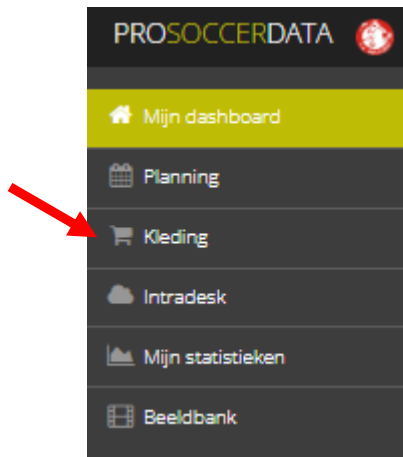 PROSOCCERDATA
Mijn dashboard
Planning
Kleding
Intradesk
Mijn statistieken
Beeldbank